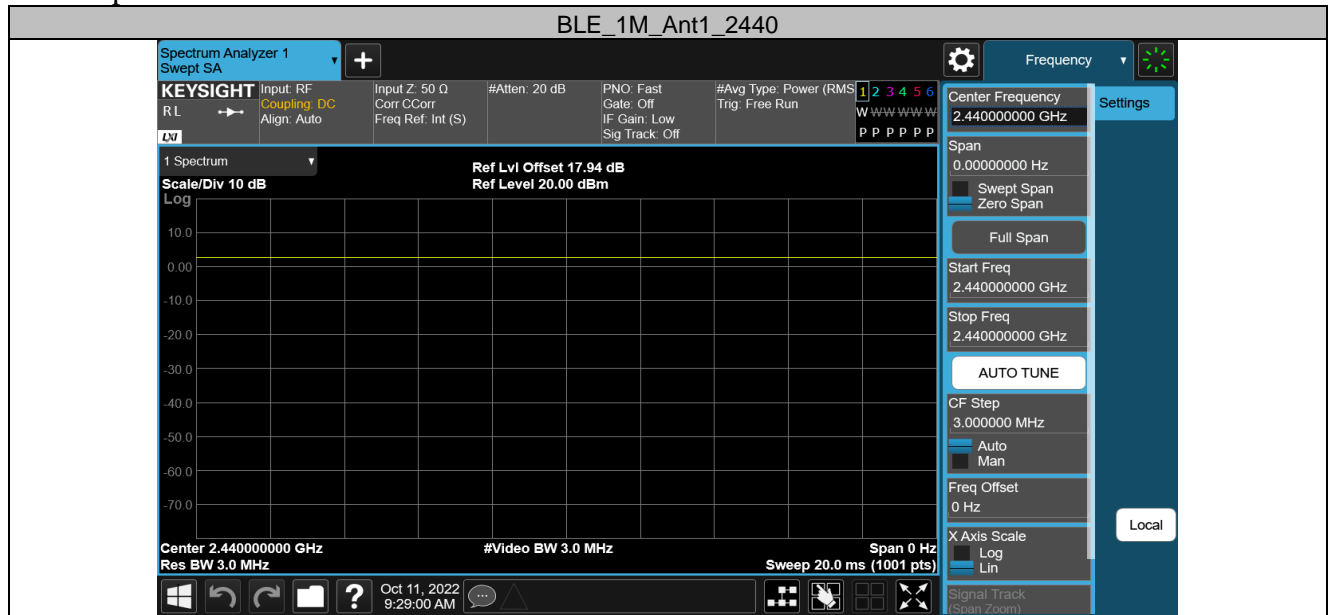 BLE_1M_Ant1_2440
Spectrum Analyzer 1
Swept SA
Frequency
KEYSIGHT
RL
LXI
Input: RF
Coupling: DC
Align: Auto
Input Z: 50 Ω
Corr CCorr
Freq Ref: Int (S)
#Atten: 20 dB
PNO: Fast
Gate: Off
IF Gain: Low
Sig Track: Off
#Avg Type: Power (RMS
Trig: Free Run
1 2 3 4 5 6
W W W W W W
P P P P P P
Center Frequency
2.440000000 GHz
Settings
Span
0.00000000 Hz
Swept Span
Zero Span
Full Span
Start Freq
2.440000000 GHz
Stop Freq
2.440000000 GHz
AUTO TUNE
CF Step
3.000000 MHz
Auto
Man
Freq Offset
0 Hz
X Axis Scale
Log
Lin
Signal Track
(Span Zoom)
Local
1 Spectrum
Scale/Div 10 dB
Ref Lvl Offset 17.94 dB
Ref Level 20.00 dBm
Log
10.0
0.00
-10.0
-20.0
-30.0
-40.0
-50.0
-60.0
-70.0
Center 2.440000000 GHz
#Video BW 3.0 MHz
Span 0 Hz
Res BW 3.0 MHz
Sweep 20.0 ms (1001 pts)
?
Oct 11, 2022
9:29:00 AM